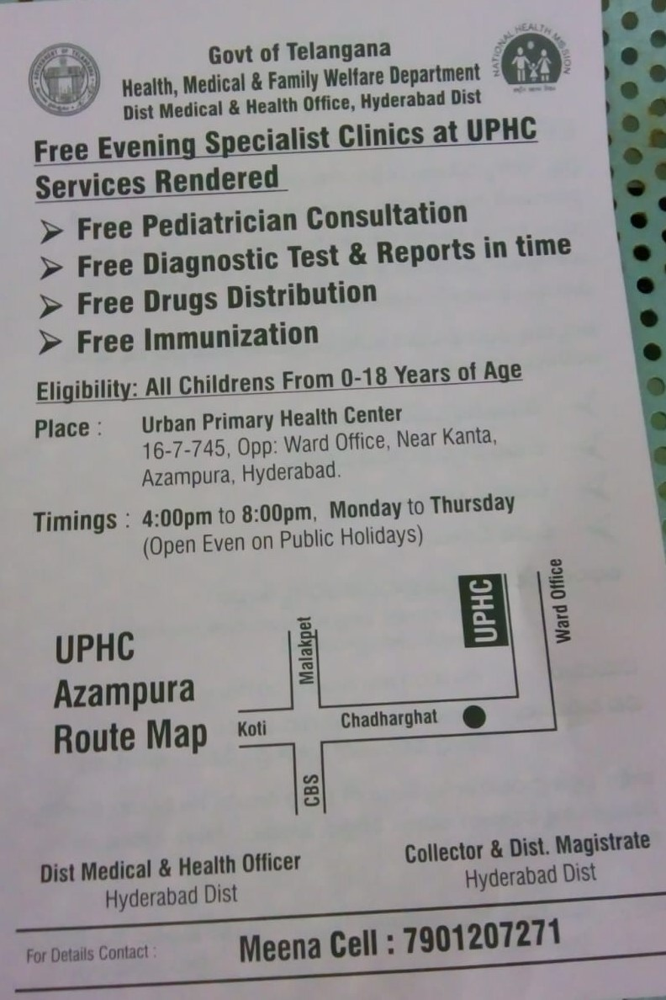 GOVERNMENT OF TELANGANA
NATIONAL HEALTH MISSION
Govt of Telangana
Health, Medical & Family Welfare Department
Dist Medical & Health Office, Hyderabad Dist
Free Evening Specialist Clinics at UPHC
Services Rendered
➢ Free Pediatrician Consultation
➢ Free Diagnostic Test & Reports in time
➢ Free Drugs Distribution
➢ Free Immunization
Eligibility: All Childrens From 0-18 Years of Age
Place : Urban Primary Health Center
16-7-745, Opp: Ward Office, Near Kanta,
Azampura, Hyderabad.
Timings : 4:00pm to 8:00pm, Monday to Thursday
(Open Even on Public Holidays)
UPHC
Azampura
Route Map
Malakpet
UPHC
Ward Office
Koti
Chadharghat
CBS
Dist Medical & Health Officer
Hyderabad Dist
Collector & Dist. Magistrate
Hyderabad Dist
For Details Contact : Meena Cell : 7901207271